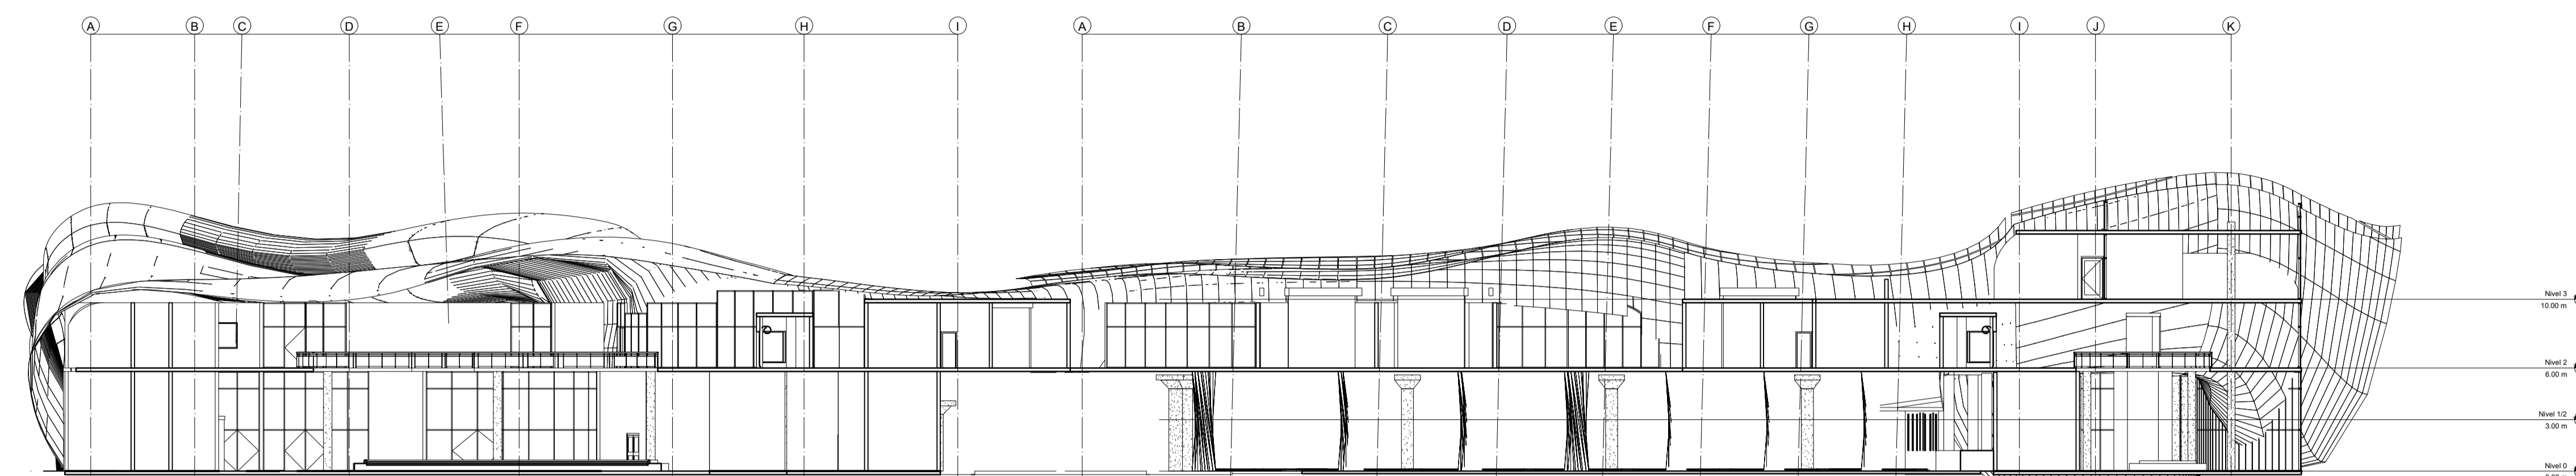 A B C D E F G H I A B C D E F G H I J K
Nivel 3
10.00 m
Nivel 2
6.00 m
Nivel 1/2
3.00 m
Nivel 0